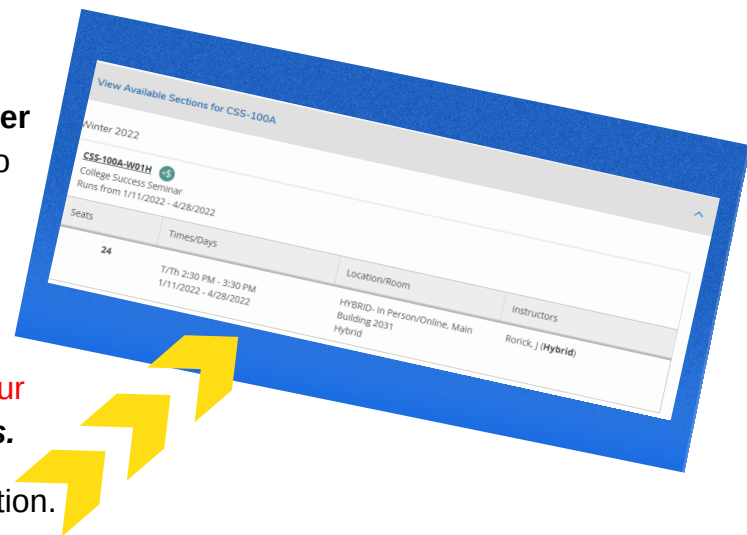 er
o
ur
s.
tion.
View Available Sections for CSS-100A
Winter 2022
CSS-100A-W01H +$
College Success Seminar
Runs from 1/11/2022 - 4/28/2022
Seats Times/Days Location/Room Instructors
24 T/Th 2:30 PM - 3:30 PM HYBRID- In Person/Online, Main Rorick, J (Hybrid)
1/11/2022 - 4/28/2022 Building 2031
Hybrid